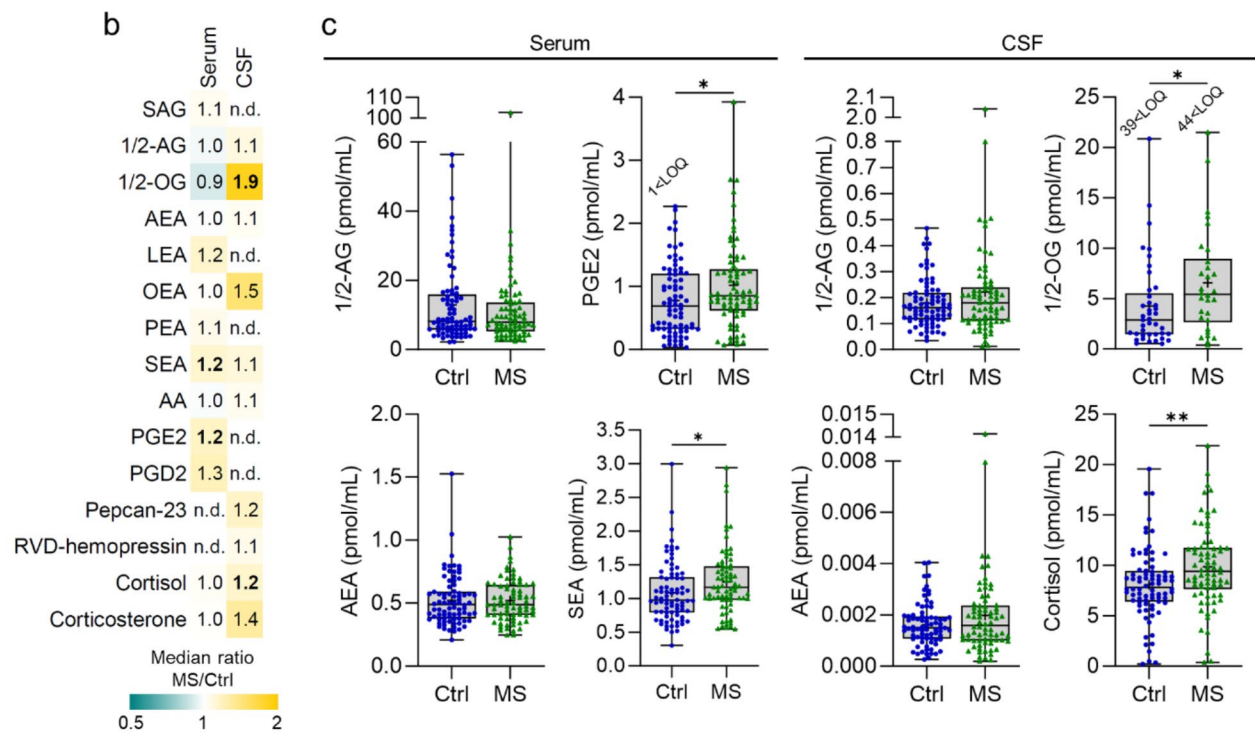 b
Serum CSF
SAG 1.1 n.d.
1/2-AG 1.0 1.1
1/2-OG 0.9 1.9
AEA 1.0 1.1
LEA 1.2 n.d.
OEA 1.0 1.5
PEA 1.1 n.d.
SEA 1.2 1.1
AA 1.0 1.1
PGE2 1.2 n.d.
PGD2 1.3 n.d.
Pepcan-23 n.d. 1.2
RVD-hemopressin n.d. 1.1
Cortisol 1.0 1.2
Corticosterone 1.0 1.4
Median ratio
MS/Ctrl
0.5 1 2
c
Serum
CSF
1/2-AG (pmol/mL)
110
100
60
40
20
0
Ctrl MS
PGE2 (pmol/mL)
4
3
2
1
0
1<LOQ
*
Ctrl MS
1/2-AG (pmol/mL)
2.1
2.0
0.8
0.7
0.6
0.5
0.4
0.3
0.2
0.1
0.0
Ctrl MS
1/2-OG (pmol/mL)
25
20
15
10
5
0
39<LOQ
44<LOQ
*
Ctrl MS
AEA (pmol/mL)
2.0
1.5
1.0
0.5
0.0
Ctrl MS
SEA (pmol/mL)
3.5
3.0
2.5
2.0
1.5
1.0
0.5
0.0
*
Ctrl MS
AEA (pmol/mL)
0.015
0.014
0.008
0.006
0.004
0.002
0.000
Ctrl MS
Cortisol (pmol/mL)
25
20
15
10
5
0
**
Ctrl MS